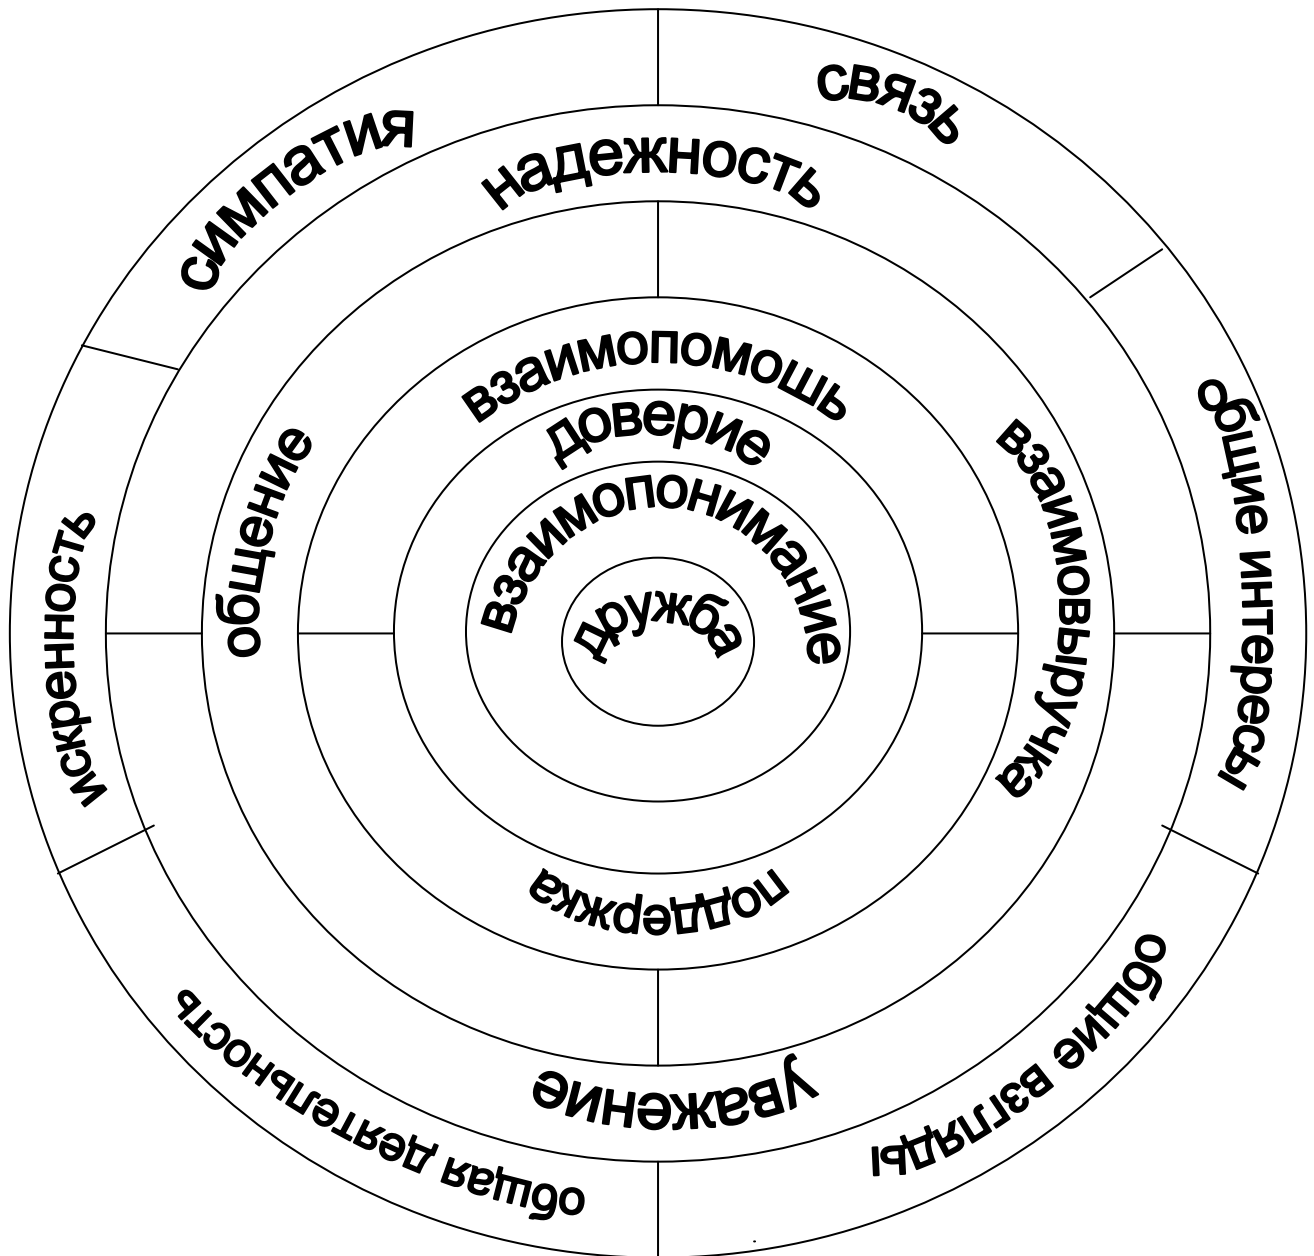 симпатия
связь
надежность
взаимопомошь
доверие
взаимопонимание
дружба
общение
взаимовыручка
общие интересы
искренность
поддержка
уважение
общие взгляды
общая деятельность